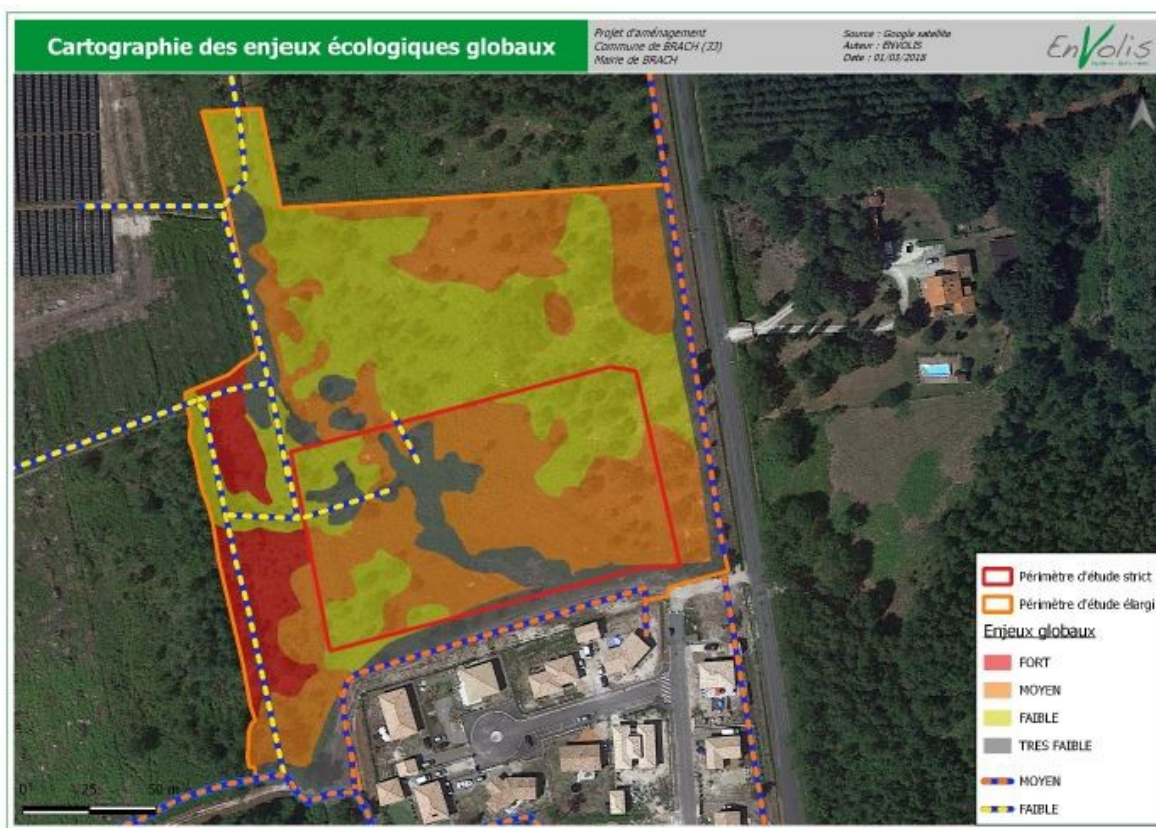 Cartographie des enjeux écologiques globaux
Projet d'aménagement
Commune de BRACH (33)
Mairie de BRACH
Source : Google satellite
Auteur : ENVOLIS
Date : 01/03/2018
EnVolis
Périmètre d'étude strict
Périmètre d'étude élargi
Enjeux globaux
FORT
MOYEN
FAIBLE
TRES FAIBLE
MOYEN
FAIBLE
0 25 50 m